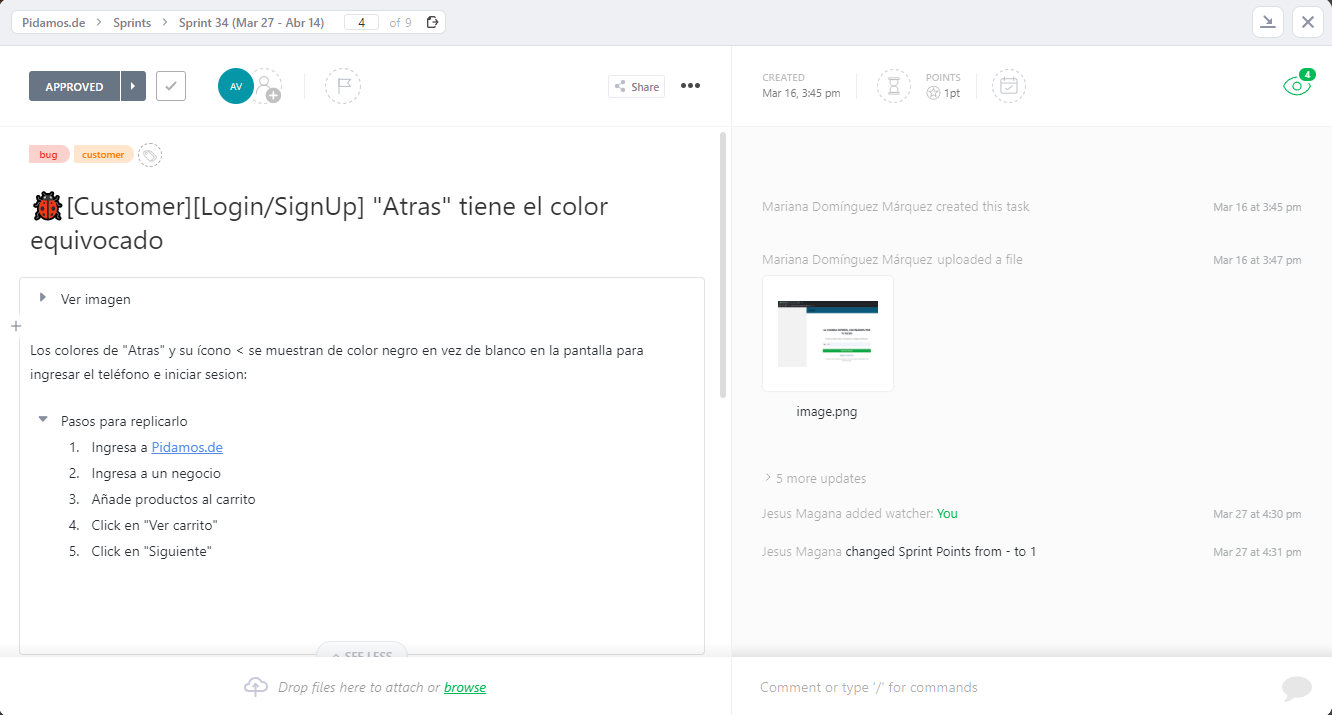 Pidamos.de > Sprints > Sprint 34 (Mar 27 - Abr 14) 4 of 9
APPROVED
AV
Share
CREATED
Mar 16, 3:45 pm
POINTS
1pt
4
bug customer
[Customer][Login/SignUp] "Atras" tiene el color
equivocado
Ver imagen
Los colores de "Atras" y su ícono < se muestran de color negro en vez de blanco en la pantalla para
ingresar el teléfono e iniciar sesion:
Pasos para replicarlo
1. Ingresa a Pidamos.de
2. Ingresa a un negocio
3. Añade productos al carrito
4. Click en "Ver carrito"
5. Click en "Siguiente"
SEE LESS
Drop files here to attach or browse
Mariana Domínguez Márquez created this task Mar 16 at 3:45 pm
Mariana Domínguez Márquez uploaded a file Mar 16 at 3:47 pm
image.png
5 more updates
Jesus Magana added watcher: You Mar 27 at 4:30 pm
Jesus Magana changed Sprint Points from - to 1 Mar 27 at 4:31 pm
Comment or type '/' for commands